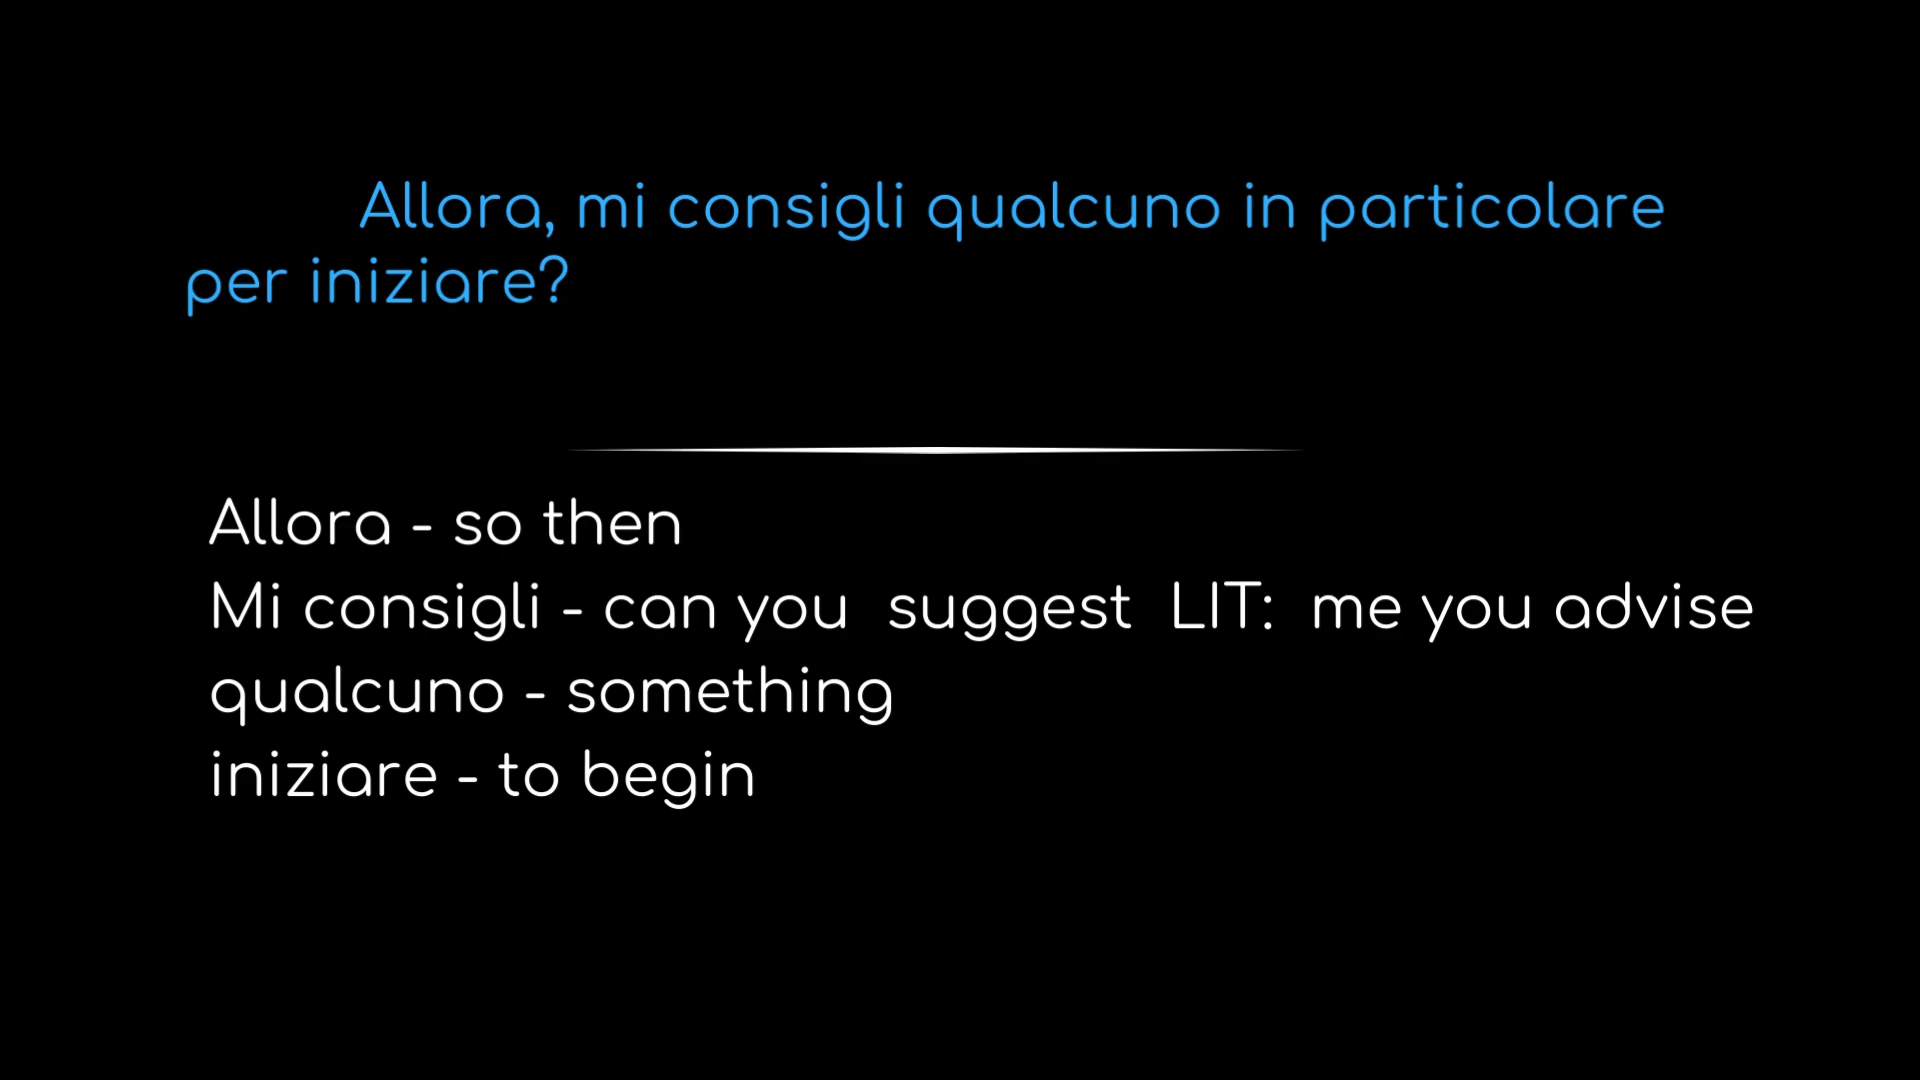 Allora, mi consigli qualcuno in particolare
per iniziare?
Allora - so then
Mi consigli - can you suggest LIT: me you advise
qualcuno - something
iniziare - to begin